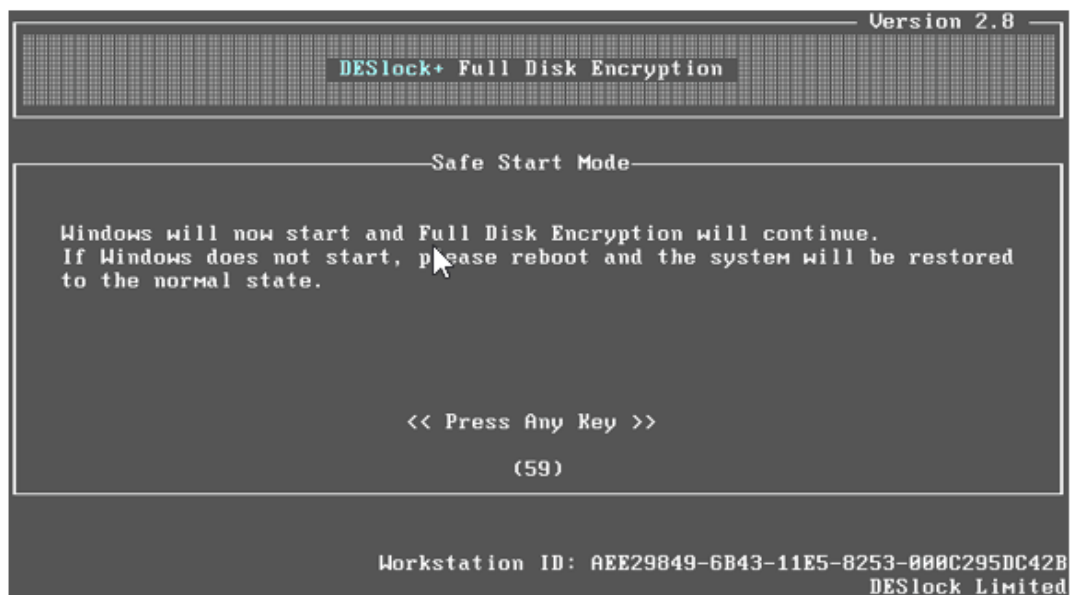 Version 2.8
DESlock+ Full Disk Encryption
Safe Start Mode
Windows will now start and Full Disk Encryption will continue.
If Windows does not start, please reboot and the system will be restored
to the normal state.
<< Press Any Key >>
(59)
Workstation ID: AEE29849-6B43-11E5-8253-000C295DC42B
DESlock Limited